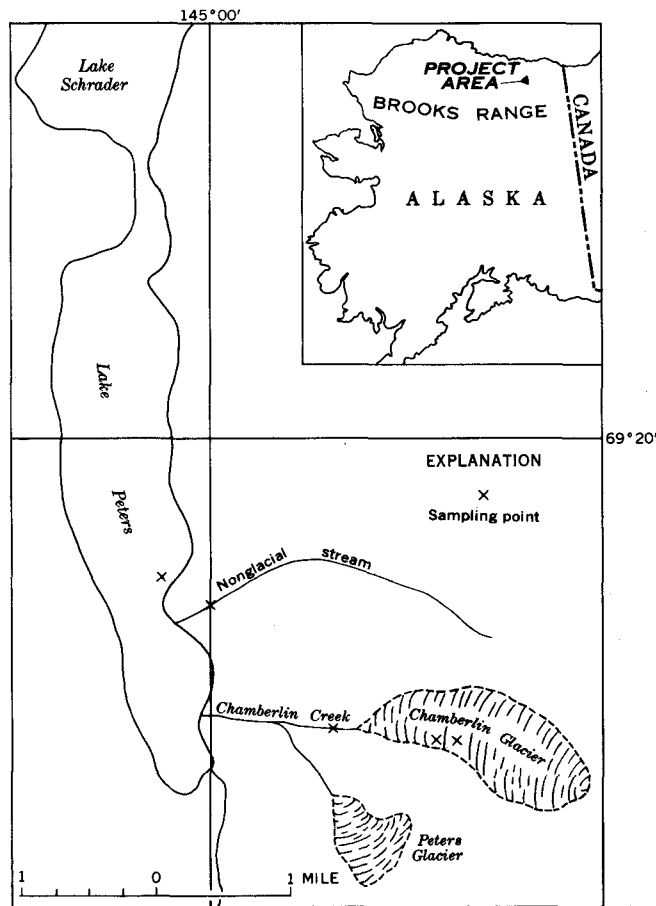 145°00'
Lake
Schrader
PROJECT
AREA
BROOKS RANGE
CANADA
ALASKA
Lake
Peters
69°20'
EXPLANATION
×
Sampling point
Nonglacial stream
Chamberlin Creek
Chamberlin Glacier
Peters
Glacier
1 0 1 MILE